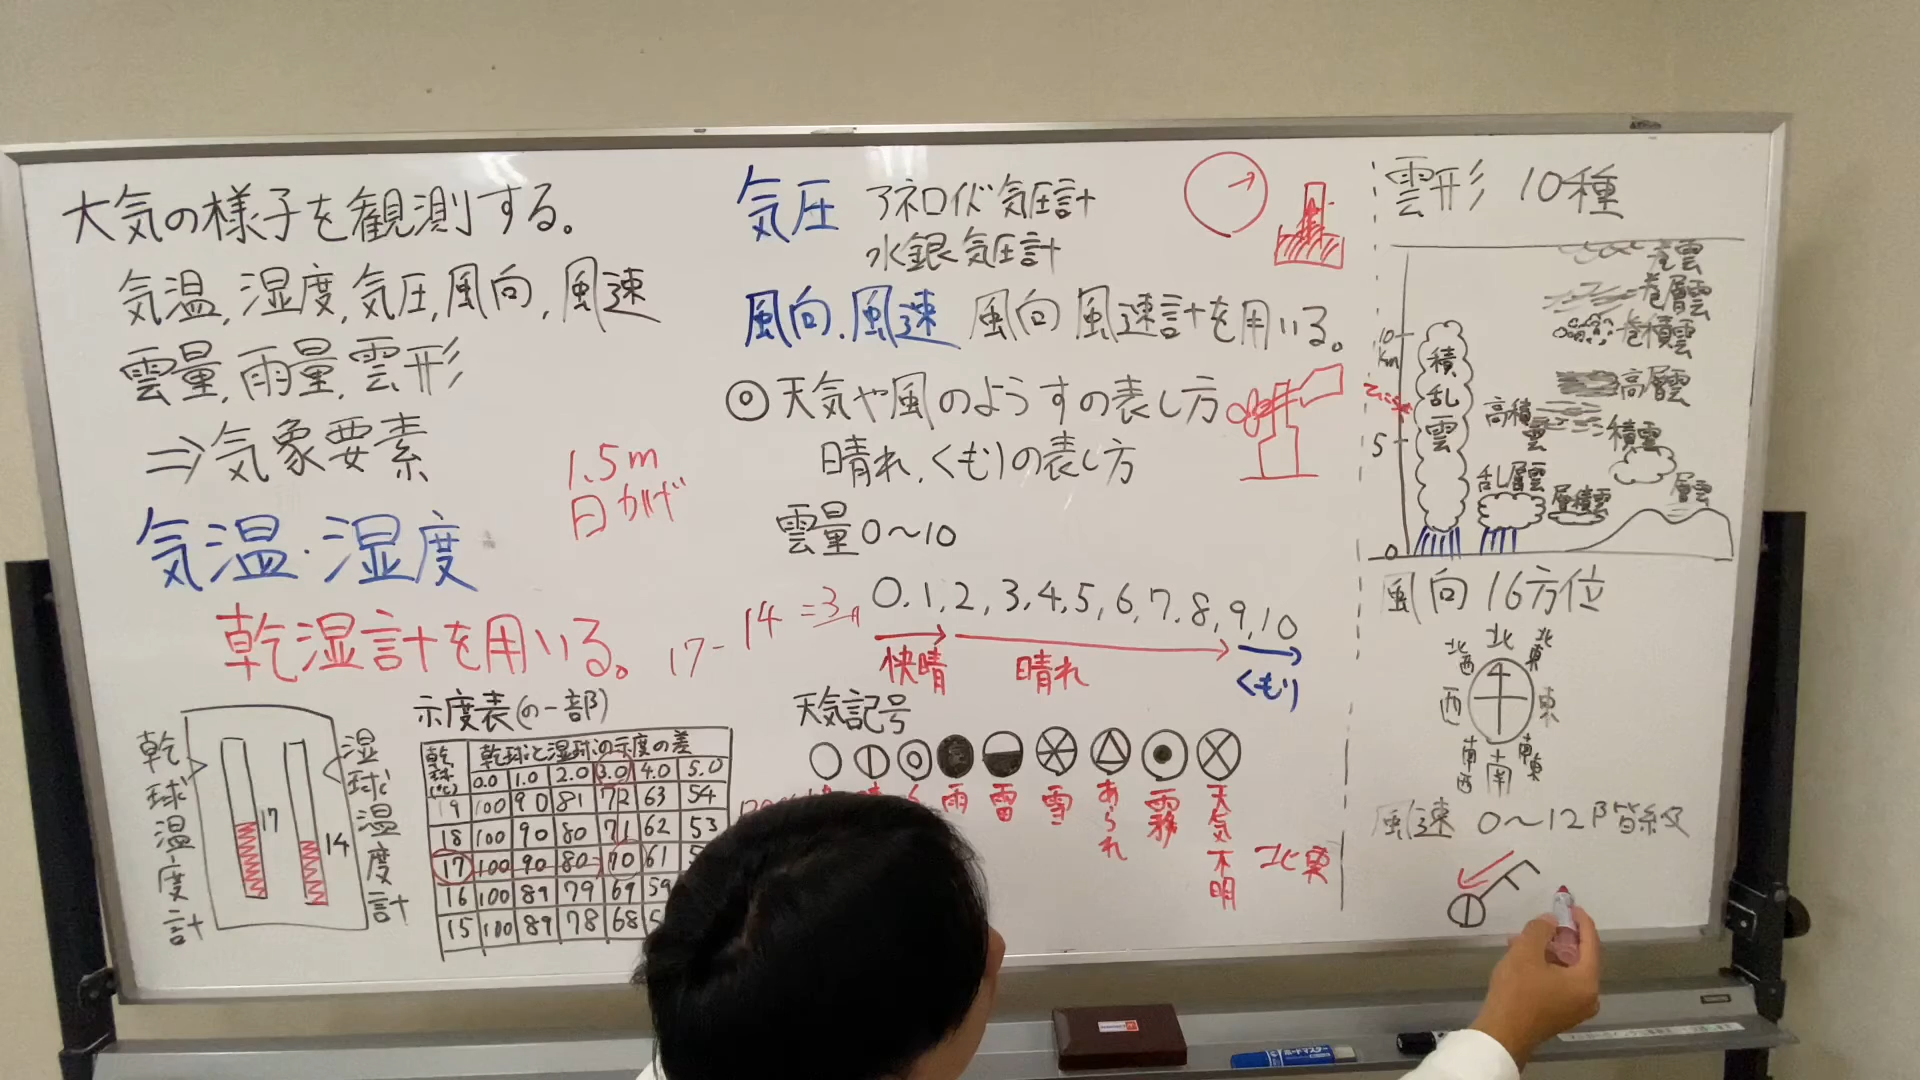 大気の様子を観測する。
気温,湿度,気圧,風向,風速
雲量,雨量,雲形
⇒気象要素
1.5m
日かげ
気温・湿度
乾湿計を用いる。
17-14=3
乾球温度計
17
14
湿球温度計
示度表(の一部)
乾球(℃) 乾球と湿球の示度の差
0.0 1.0 2.0 3.0 4.0 5.0
19 100 90 81 72 63 54
18 100 90 80 71 62 53
17 100 90 80 70 61
16 100 89 79 69 59
15 100 89 78 68
気圧 アネロイド気圧計
水銀気圧計
風向.風速 風向風速計を用いる。
◎天気や風のようすの表し方
晴れ,くもりの表し方
雲量0〜10
0.1,2,3,4,5,6,7.8,9,10
快晴 晴れ くもり
天気記号
雨 雷 雪 あられ 霧 天気不明
北東
雲形 10種
巻雲
巻層雲
巻積雲
10km
積乱雲
高層雲
高積雲
積雲
5
乱層雲
層積雲
層雲
0
風向 16方位
北
北西 北東
西 東
南西 南東
南
風速 0〜12階級